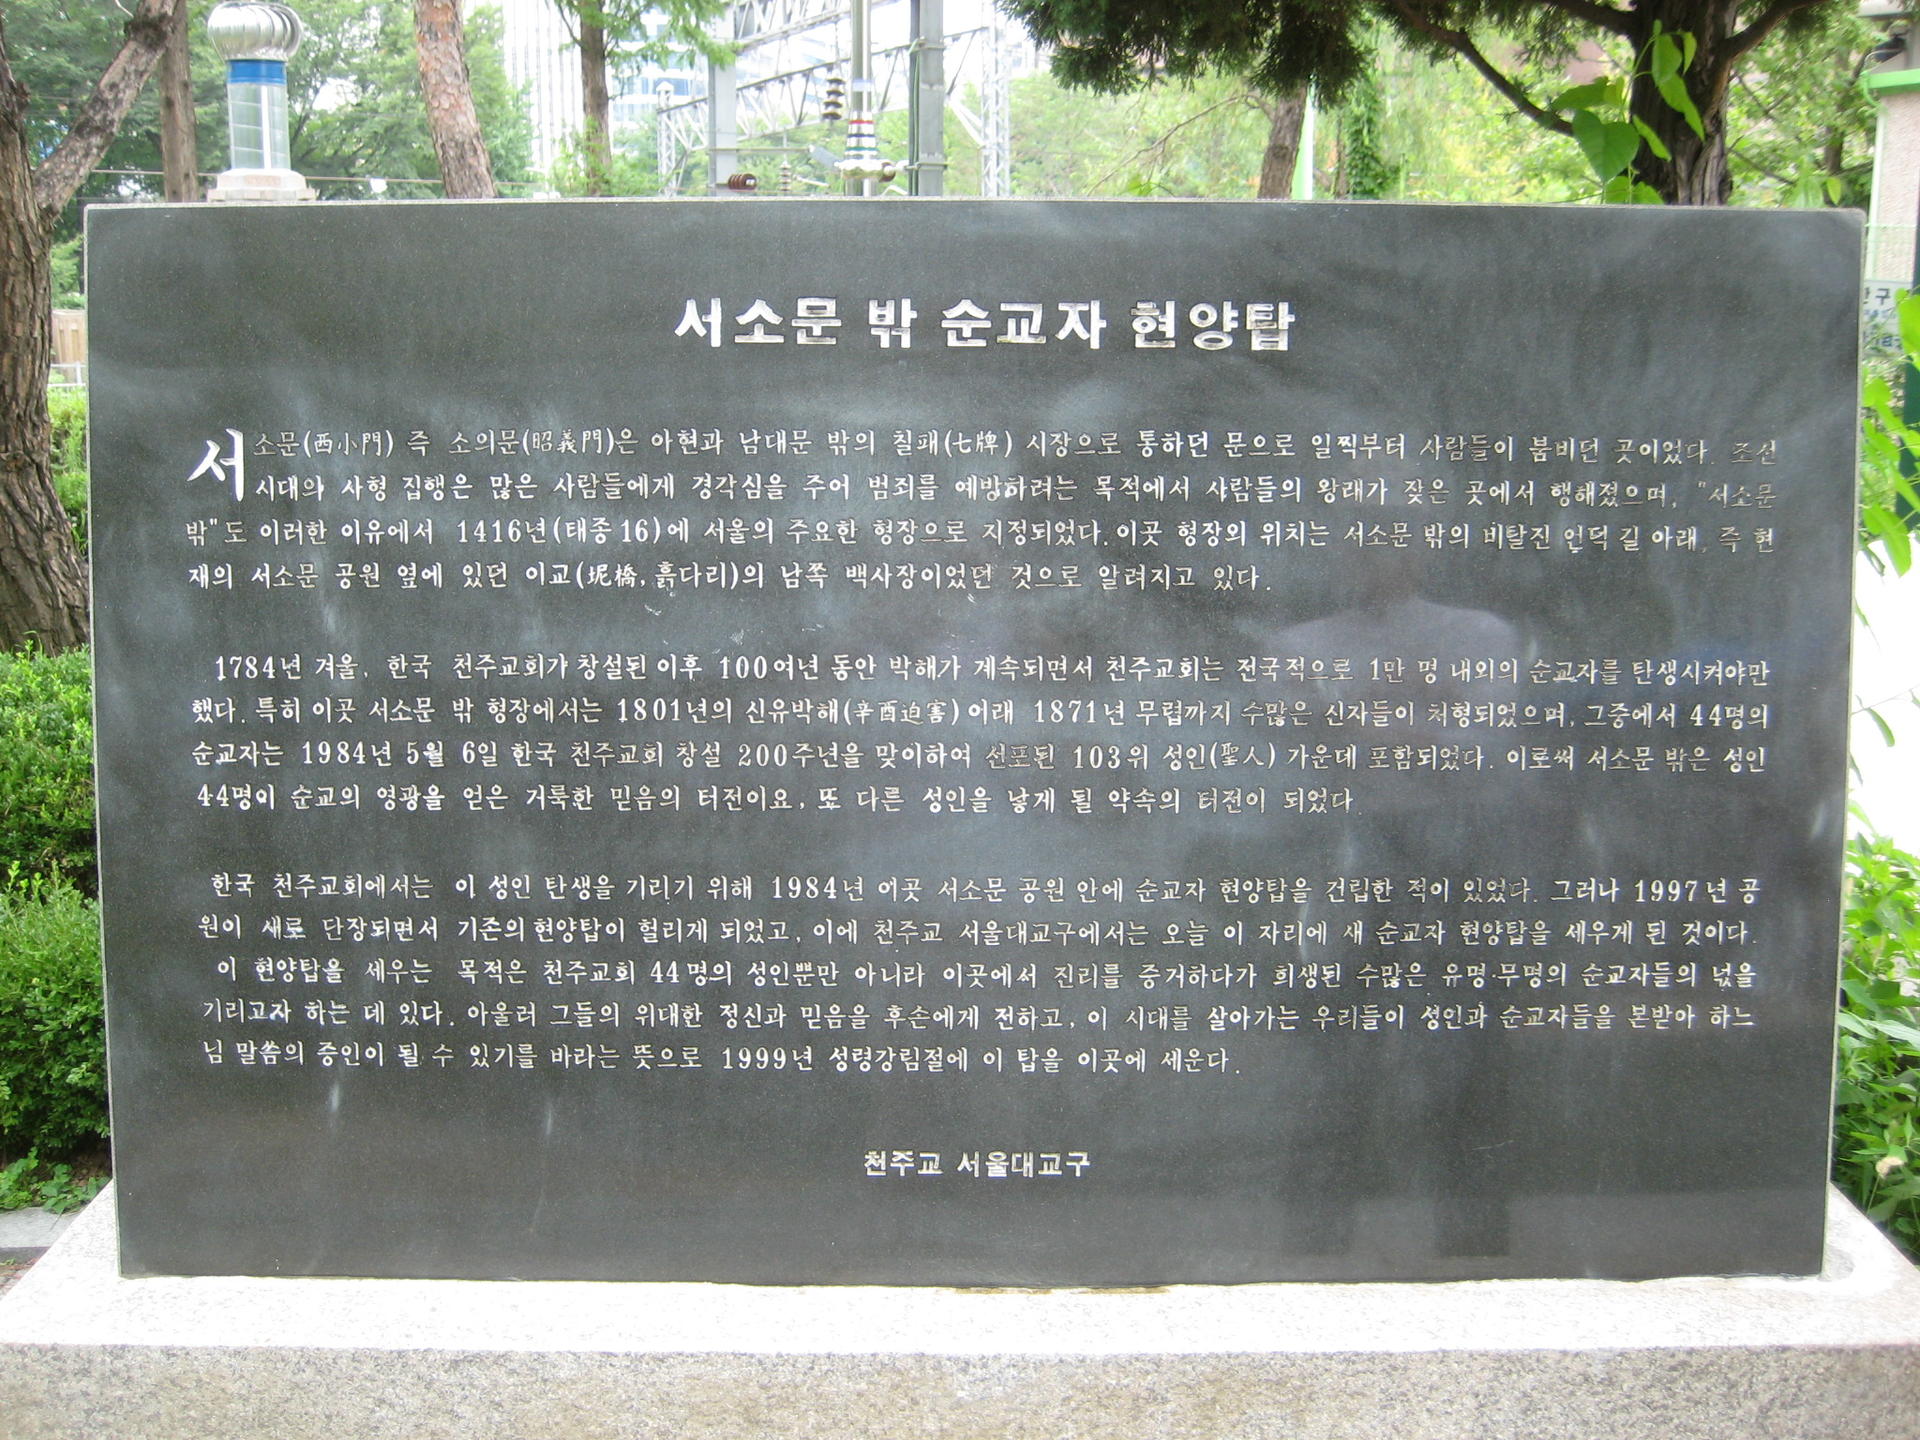 서소문 밖 순교자 현양탑
서소문(西小門) 즉 소의문(昭義門)은 아현과 남대문 밖의 칠패(七牌) 시장으로 통하던 문으로 일찍부터 사람들이 붐비던 곳이었다. 조선
시대의 사형 집행은 많은 사람들에게 경각심을 주어 범죄를 예방하려는 목적에서 사람들의 왕래가 잦은 곳에서 행해졌으며, "서소문
밖"도 이러한 이유에서 1416년(태종16)에 서울의 주요한 형장으로 지정되었다. 이곳 형장의 위치는 서소문 밖의 비탈진 언덕 길 아래, 즉 현
재의 서소문 공원 옆에 있던 이교(圯橋, 흙다리)의 남쪽 백사장이었던 것으로 알려지고 있다.
1784년 겨울, 한국 천주교회가 창설된 이후 100여년 동안 박해가 계속되면서 천주교회는 전국적으로 1만 명 내외의 순교자를 탄생시켜야만
했다. 특히 이곳 서소문 밖 형장에서는 1801년의 신유박해(辛酉迫害) 이래 1871년 무렵까지 수많은 신자들이 처형되었으며, 그중에서 44명의
순교자는 1984년 5월 6일 한국 천주교회 창설 200주년을 맞이하여 선포된 103위 성인(聖人) 가운데 포함되었다. 이로써 서소문 밖은 성인
44명이 순교의 영광을 얻은 거룩한 믿음의 터전이요, 또 다른 성인을 낳게 될 약속의 터전이 되었다.
한국 천주교회에서는 이 성인 탄생을 기리기 위해 1984년 이곳 서소문 공원 안에 순교자 현양탑을 건립한 적이 있었다. 그러나 1997년 공
원이 새로 단장되면서 기존의 현양탑이 헐리게 되었고, 이에 천주교 서울대교구에서는 오늘 이 자리에 새 순교자 현양탑을 세우게 된 것이다.
이 현양탑을 세우는 목적은 천주교회 44명의 성인뿐만 아니라 이곳에서 진리를 증거하다가 희생된 수많은 유명·무명의 순교자들의 넋을
기리고자 하는 데 있다. 아울러 그들의 위대한 정신과 믿음을 후손에게 전하고, 이 시대를 살아가는 우리들이 성인과 순교자들을 본받아 하느
님 말씀의 증인이 될 수 있기를 바라는 뜻으로 1999년 성령강림절에 이 탑을 이곳에 세운다.
천주교 서울대교구